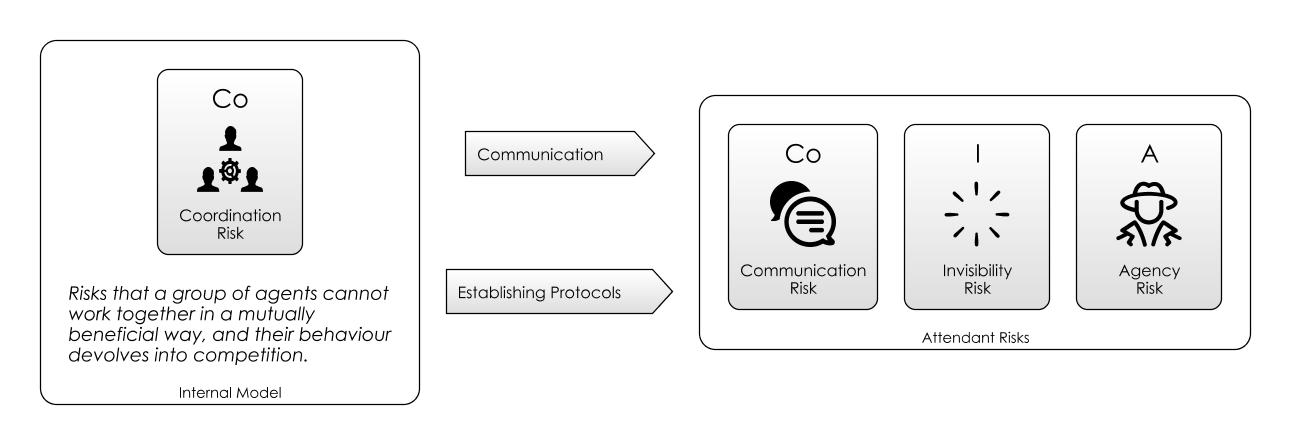 Co
Coordination
Risk
Risks that a group of agents cannot
work together in a mutually
beneficial way, and their behaviour
devolves into competition.
Internal Model
Communication
Establishing Protocols
Co
Communication
Risk
I
Invisibility
Risk
A
Agency
Risk
Attendant Risks